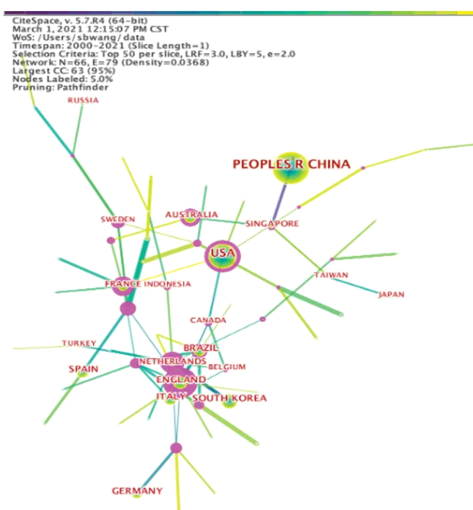 CiteSpace, v. 5.7.R4 (64-bit)
March 1, 2021 12:15:07 PM CST
WoS: /Users/sbwang/data
Timespan: 2000-2021 (Slice Length=1)
Selection Criteria: Top 50 per slice, LRF=3.0, LBY=5, e=2.0
Network: N=66, E=79 (Density=0.0368)
Largest CC: 63 (95%)
Nodes Labeled: 5.0%
Pruning: Pathfinder
RUSSIA
PEOPLES R CHINA
SWEDEN
AUSTRALIA
SINGAPORE
USA
TAIWAN
FRANCE
INDONESIA
JAPAN
CANADA
TURKEY
BRAZIL
NETHERLANDS
SPAIN
BELGIUM
ENGLAND
ITALY
SOUTH KOREA
GERMANY